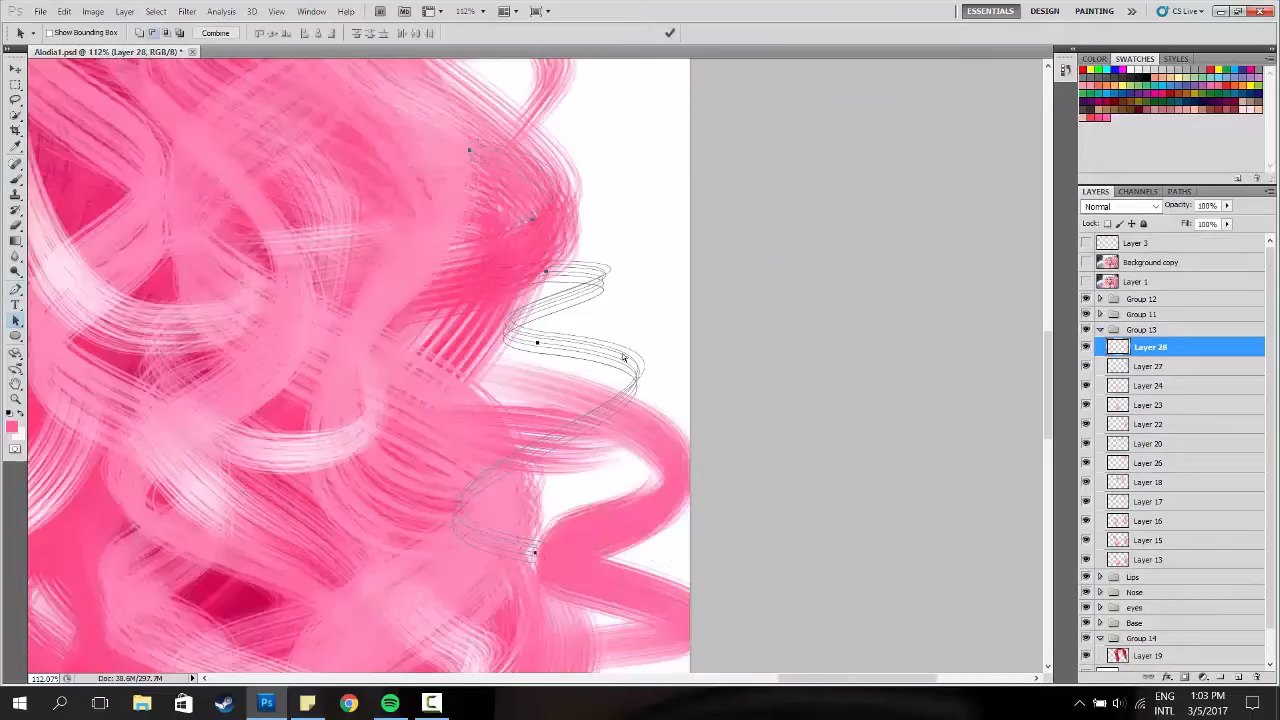 Ps File Edit Image Layer Select Filter Analysis 3D View Window Help Br Mb 112% ESSENTIALS DESIGN PAINTING CS Live
Show Bounding Box Combine
Alodia1.psd @ 112% (Layer 28, RGB/8) *
COLOR SWATCHES STYLES
LAYERS CHANNELS PATHS
Normal Opacity: 100%
Lock: Fill: 100%
Layer 3
Background copy
Layer 1
Group 12
Group 11
Group 13
Layer 28
Layer 27
Layer 24
Layer 23
Layer 22
Layer 20
Layer 26
Layer 18
Layer 17
Layer 16
Layer 15
Layer 13
Lips
Nose
eyes
Base
Group 14
Layer 19
112.07% Doc: 38.6M/297.7M
Ps
ENG 1:03 PM
INTL 3/5/2017